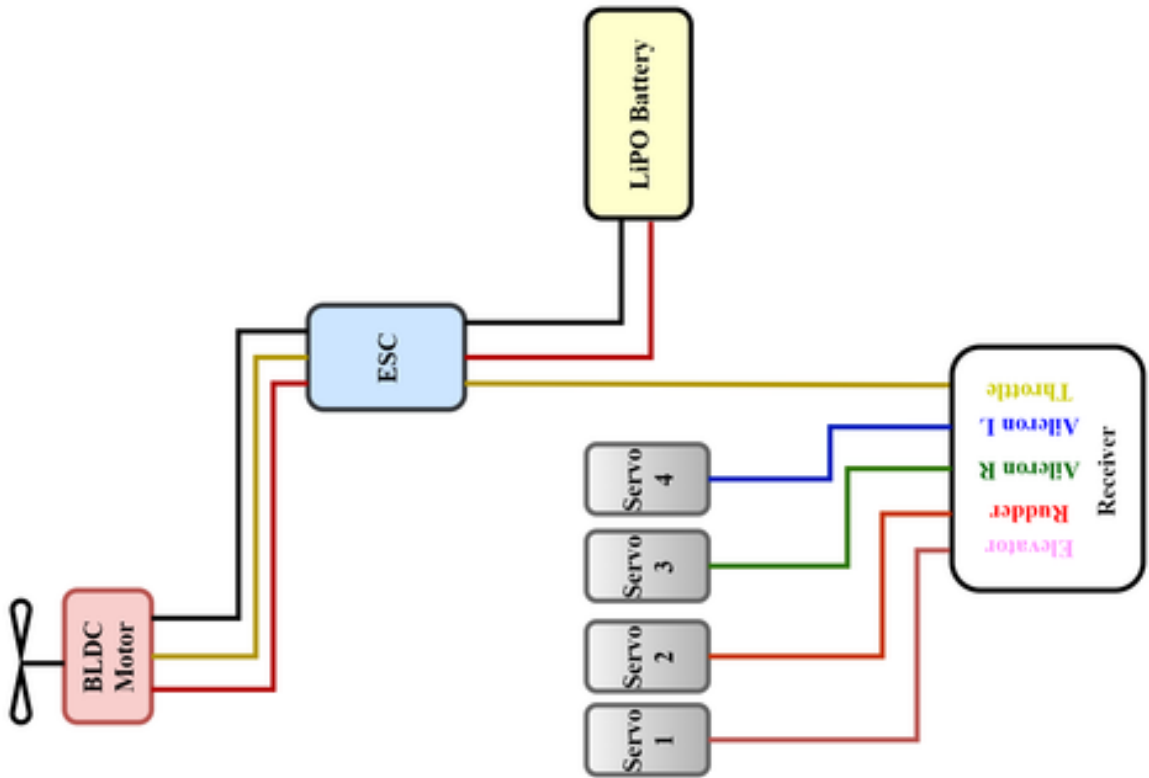 BLDC
Motor
ESC
LiPO Battery
Servo
1
Servo
2
Servo
3
Servo
4
Elevator
Rudder
Aileron R
Aileron L
Throttle
Receiver